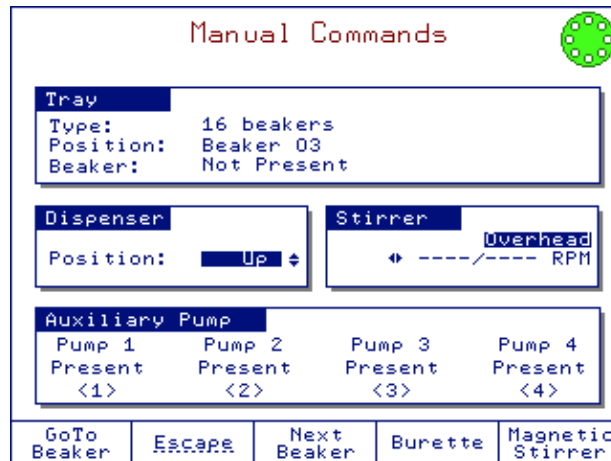 Manual Commands
Tray
Type: 16 beakers
Position: Beaker 03
Beaker: Not Present
Dispenser
Position: Up
Stirrer
Overhead
----/---- RPM
Auxiliary Pump
Pump 1 Pump 2 Pump 3 Pump 4
Present Present Present Present
<1> <2> <3> <4>
GoTo Beaker
Escape
Next Beaker
Burette
Magnetic Stirrer